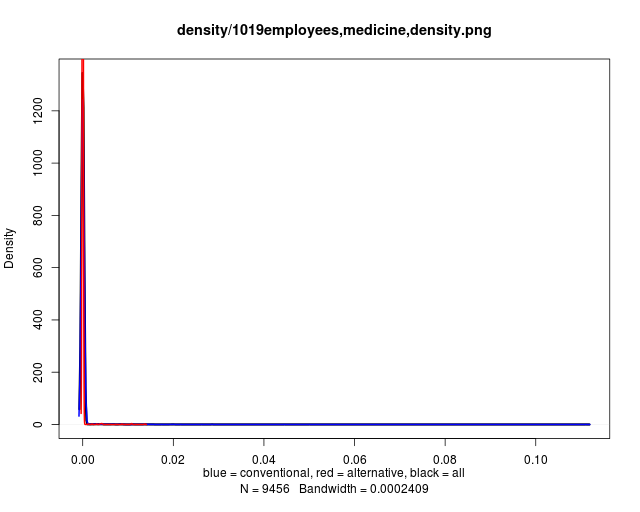 density/1019employees,medicine,density.png
Density
0
200
400
600
800
1000
1200
0.00 0.02 0.04 0.06 0.08 0.10
blue = conventional, red = alternative, black = all
N = 9456 Bandwidth = 0.0002409